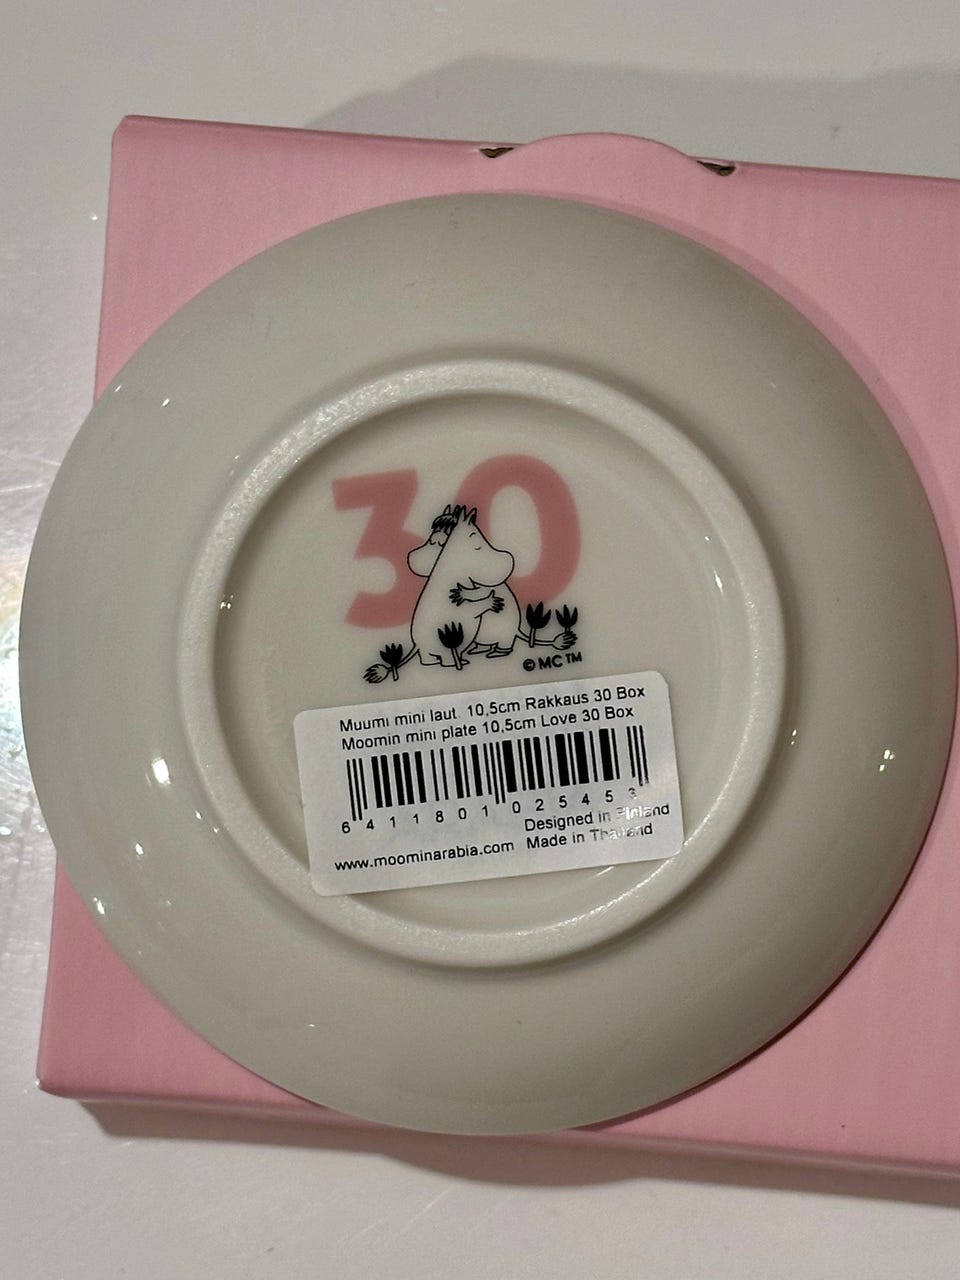 30
© MC ™
Muumi mini laut. 10,5cm Rakkaus 30 Box
Moomin mini plate 10,5cm Love 30 Box
6 411801 025453
Designed in Finland
www.moominarabia.com Made in Thailand